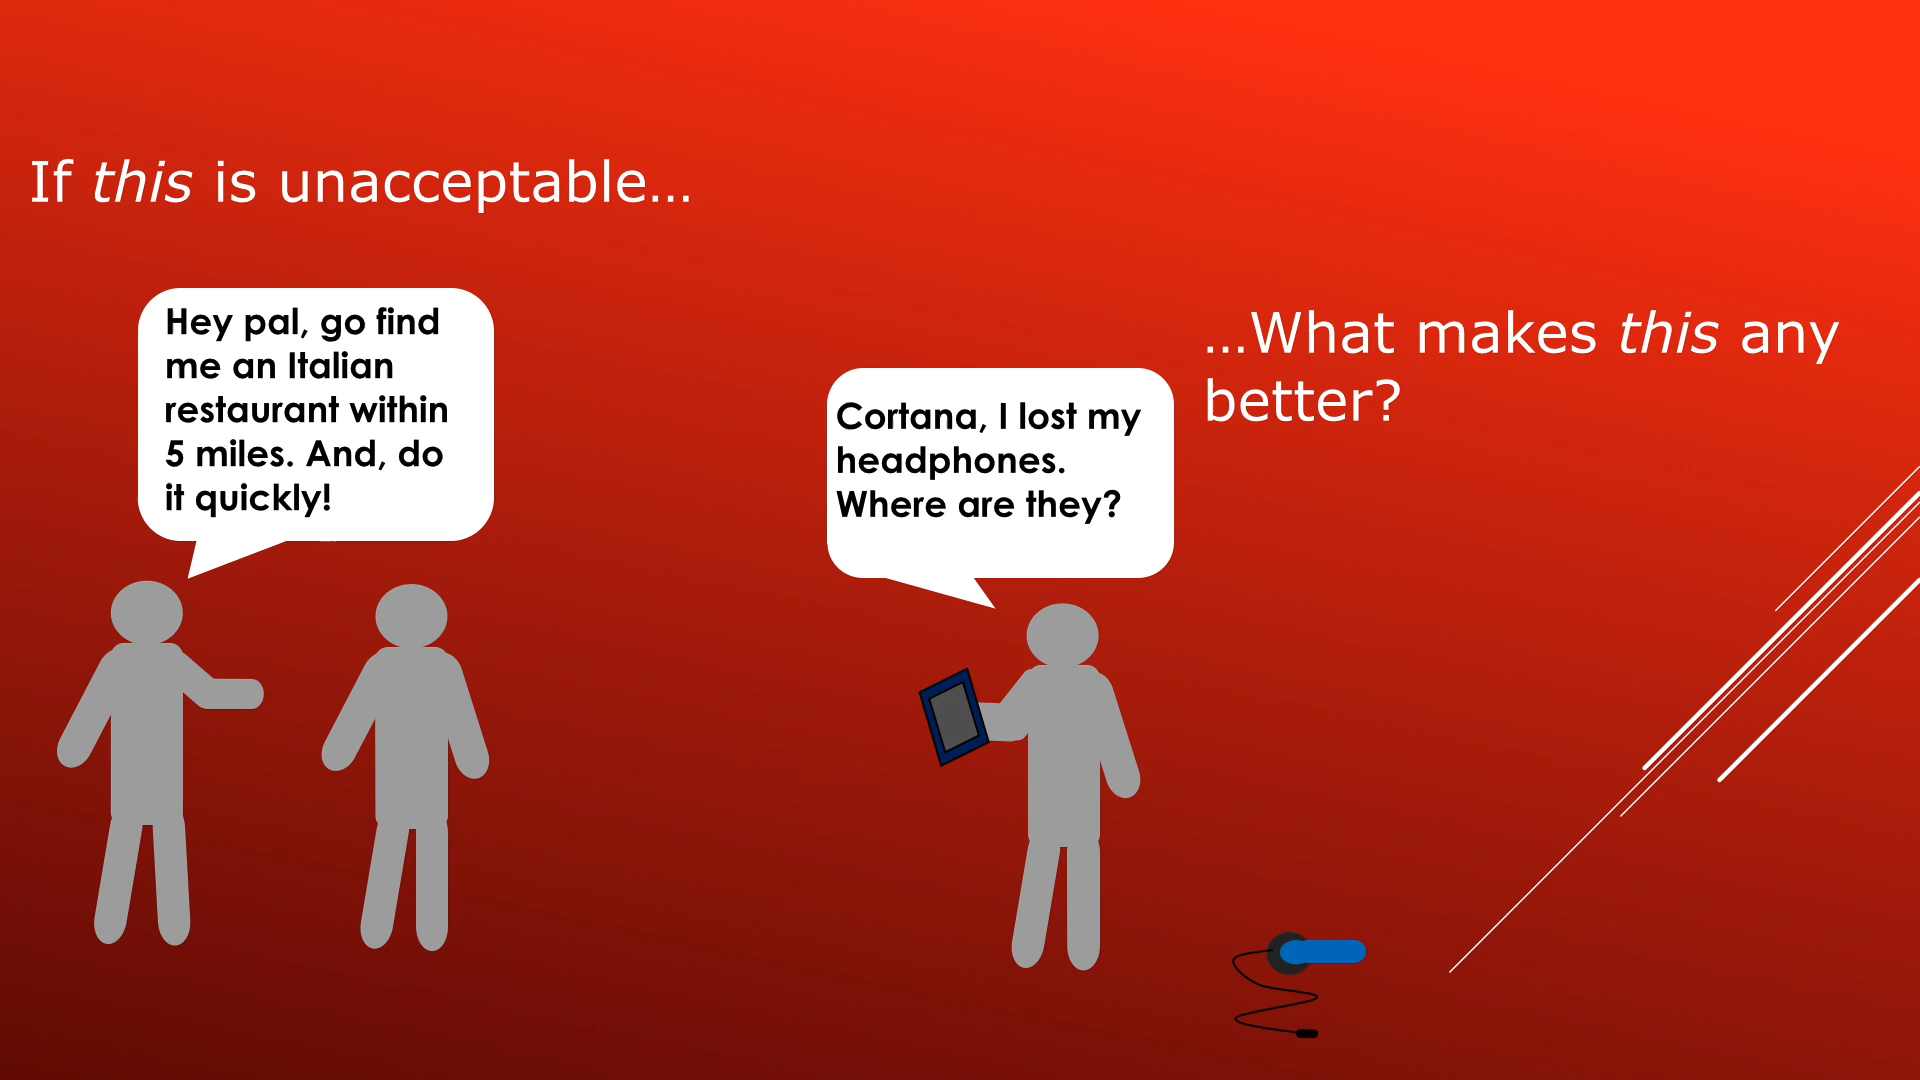 If this is unacceptable…
Hey pal, go find
me an Italian
restaurant within
5 miles. And, do
it quickly!
…What makes this any
better?
Cortana, I lost my
headphones.
Where are they?